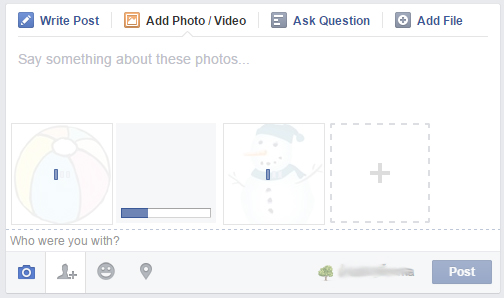 Write Post Add Photo / Video Ask Question Add File
Say something about these photos...
Who were you with?
Post